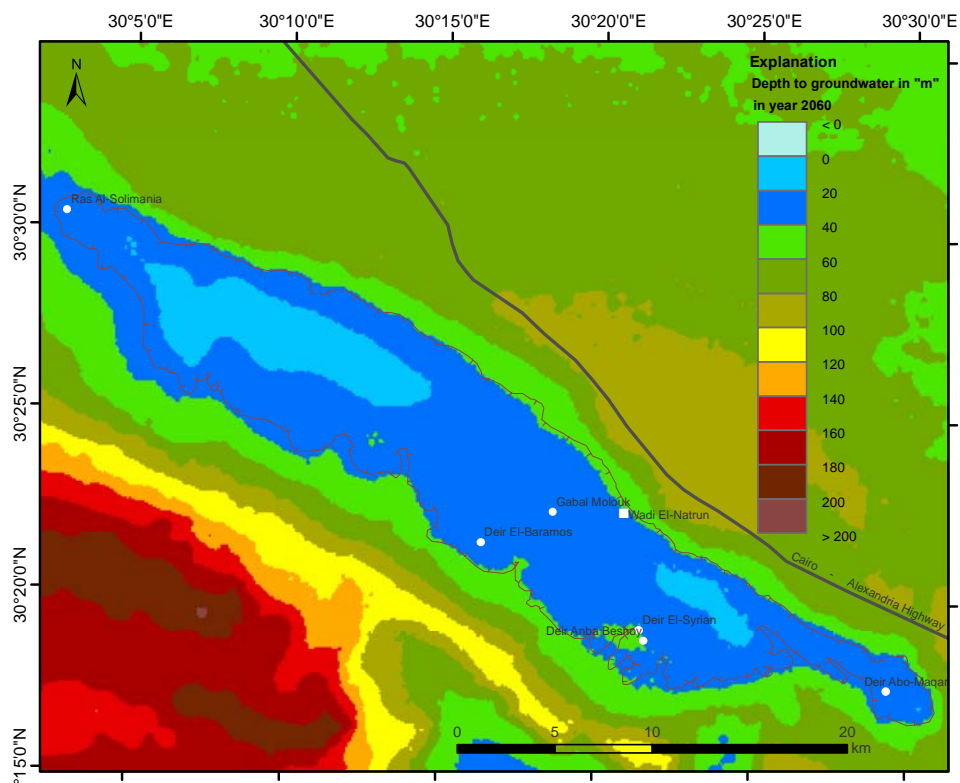 30°5'0"E 30°10'0"E 30°15'0"E 30°20'0"E 30°25'0"E 30°30'0"E
N
Explanation
Depth to groundwater in "m"
in year 2060
< 0
0
20
40
60
80
100
120
140
160
180
200
> 200
30°30'0"N
30°25'0"N
30°20'0"N
°15'0"N
Ras Al-Solimania
Gabal Molouk
Wadi El-Natrun
Deir El-Baramos
Cairo - Alexandria Highway
Deir El-Syrian
Deir Anba Beshoy
Deir Abo-Maqar
0 5 10 20
km